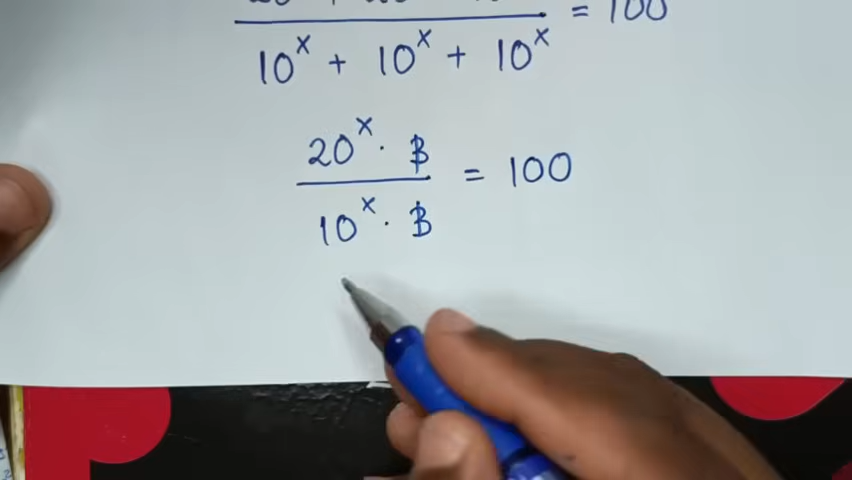 = 100
10^x + 10^x + 10^x
20^x · 3
10^x · 3
= 100